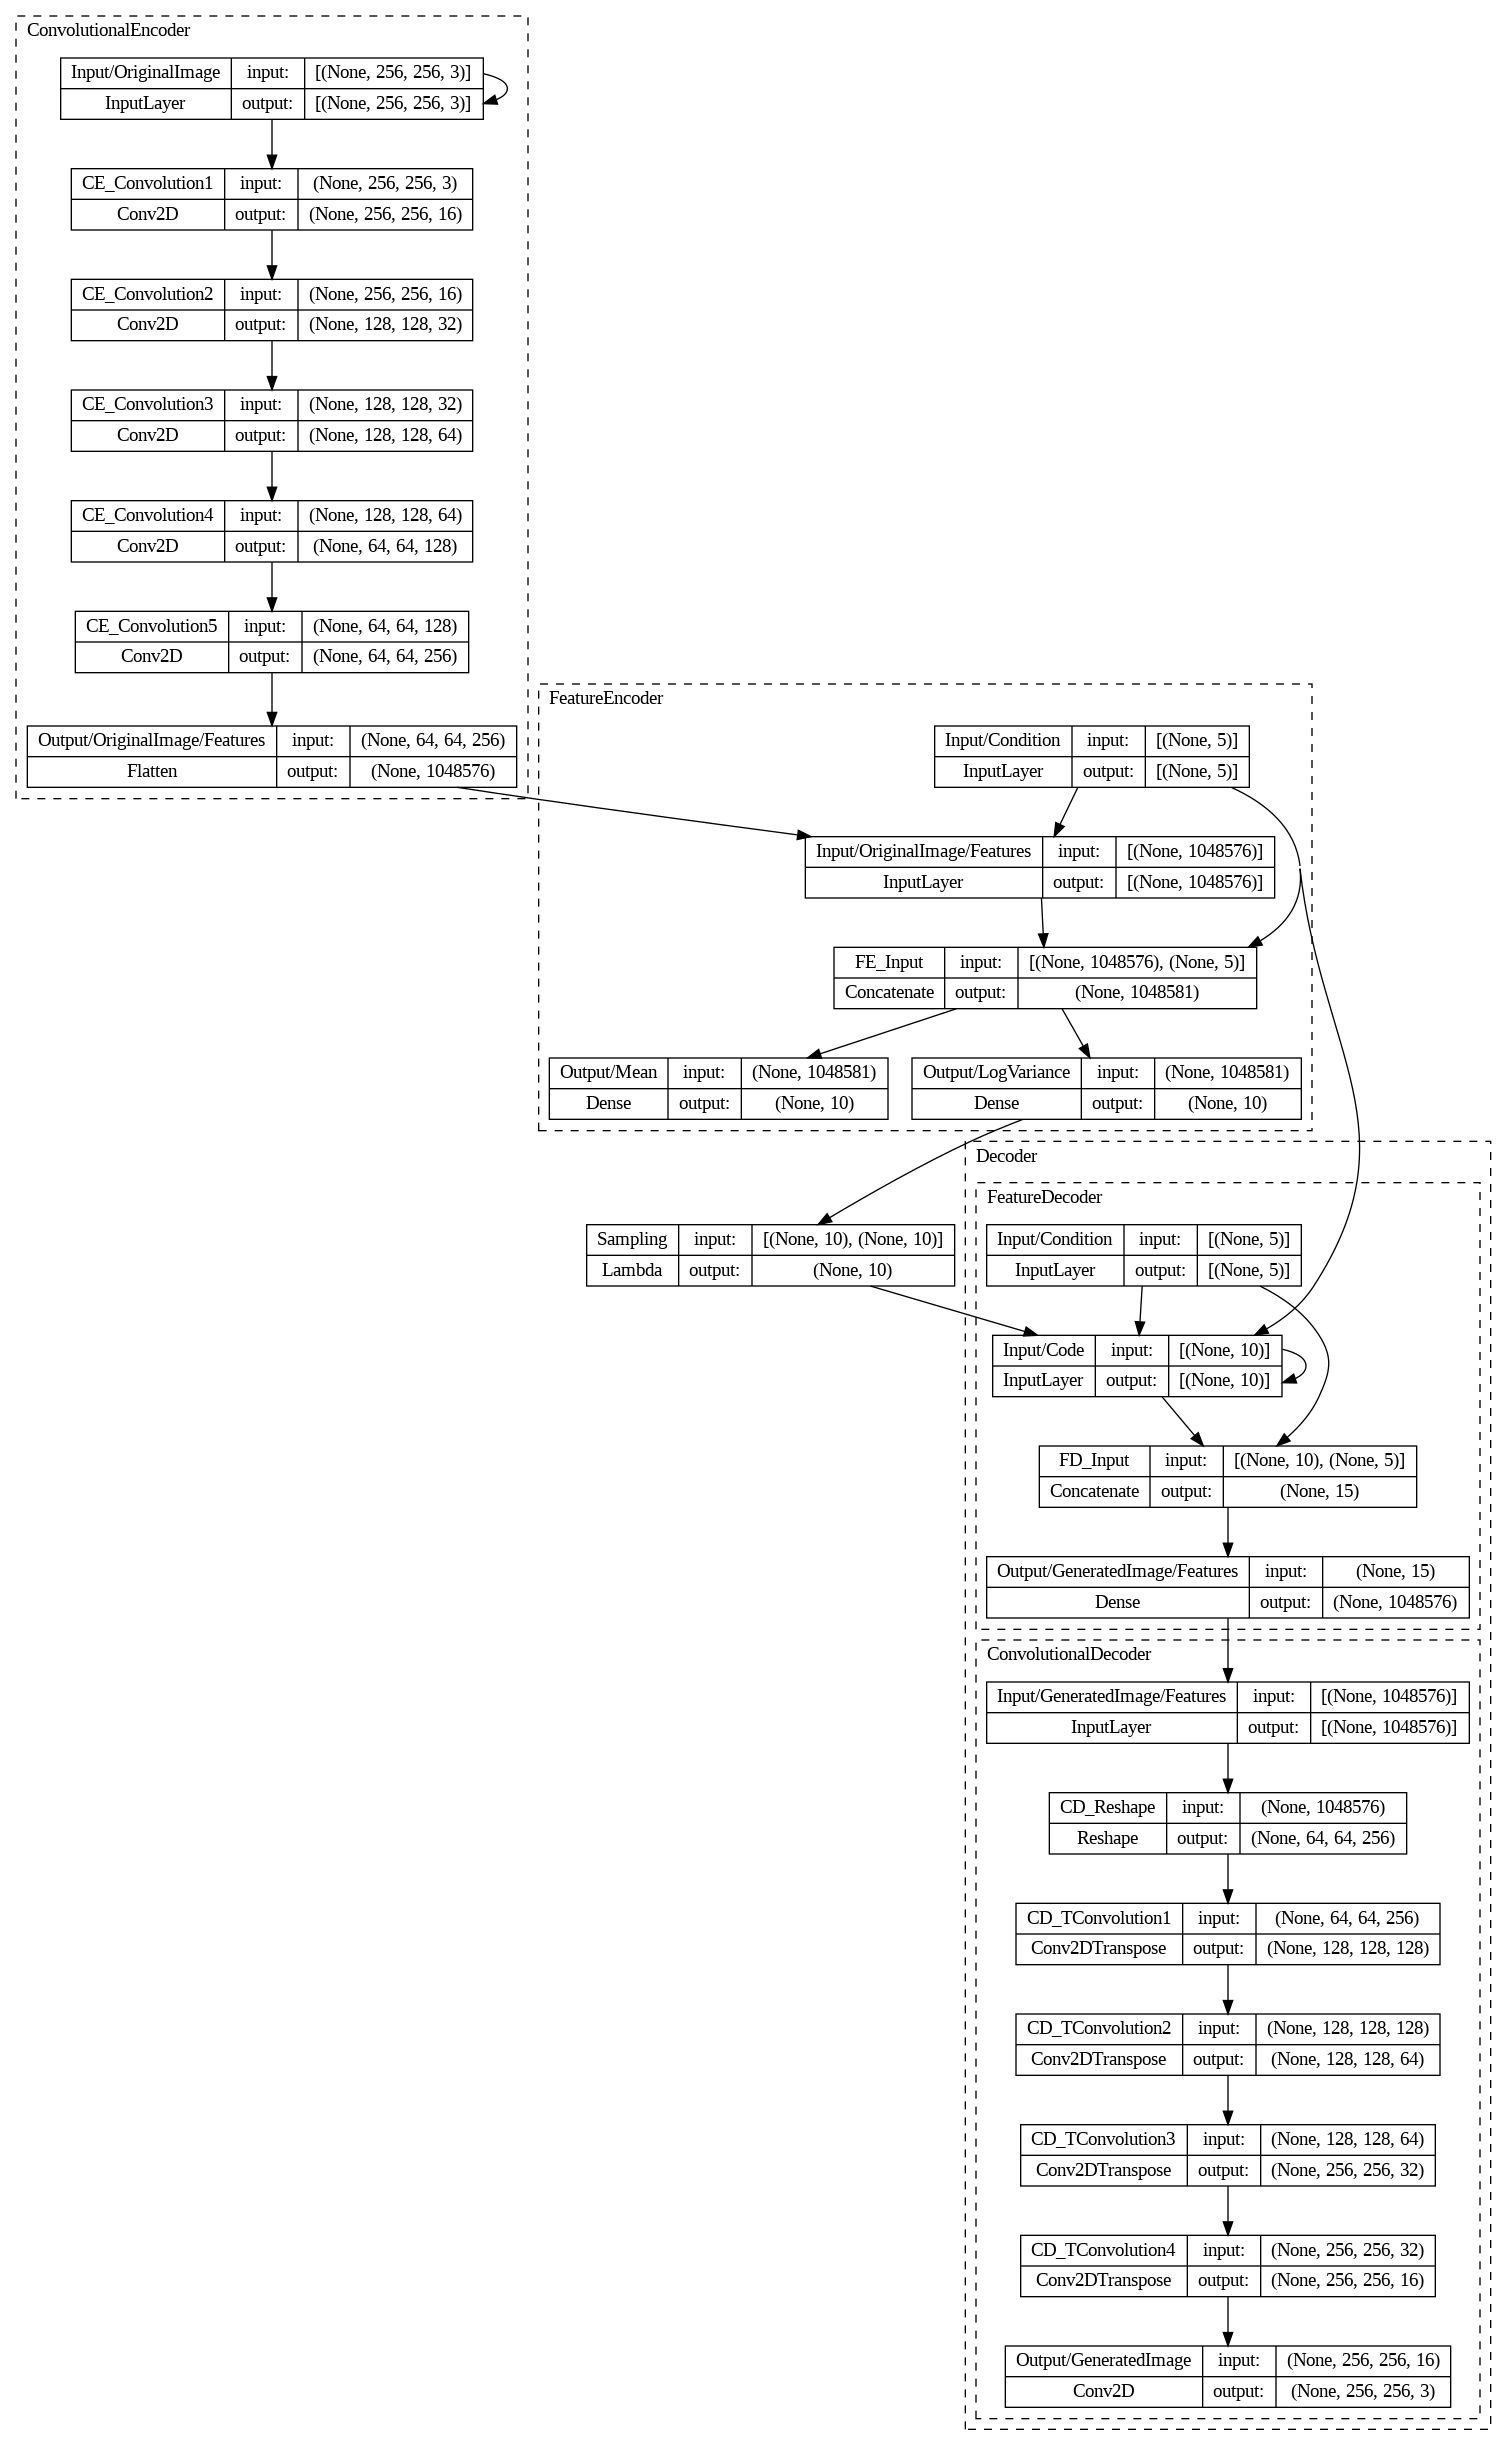 ConvolutionalEncoder
Input/OriginalImage input: [(None, 256, 256, 3)]
InputLayer output: [(None, 256, 256, 3)]
CE_Convolution1 input: (None, 256, 256, 3)
Conv2D output: (None, 256, 256, 16)
CE_Convolution2 input: (None, 256, 256, 16)
Conv2D output: (None, 128, 128, 32)
CE_Convolution3 input: (None, 128, 128, 32)
Conv2D output: (None, 128, 128, 64)
CE_Convolution4 input: (None, 128, 128, 64)
Conv2D output: (None, 64, 64, 128)
CE_Convolution5 input: (None, 64, 64, 128)
Conv2D output: (None, 64, 64, 256)
Output/OriginalImage/Features input: (None, 64, 64, 256)
Flatten output: (None, 1048576)
FeatureEncoder
Input/Condition input: [(None, 5)]
InputLayer output: [(None, 5)]
Input/OriginalImage/Features input: [(None, 1048576)]
InputLayer output: [(None, 1048576)]
FE_Input input: [(None, 1048576), (None, 5)]
Concatenate output: (None, 1048581)
Output/Mean input: (None, 1048581)
Dense output: (None, 10)
Output/LogVariance input: (None, 1048581)
Dense output: (None, 10)
Sampling input: [(None, 10), (None, 10)]
Lambda output: (None, 10)
Decoder
FeatureDecoder
Input/Condition input: [(None, 5)]
InputLayer output: [(None, 5)]
Input/Code input: [(None, 10)]
InputLayer output: [(None, 10)]
FD_Input input: [(None, 10), (None, 5)]
Concatenate output: (None, 15)
Output/GeneratedImage/Features input: (None, 15)
Dense output: (None, 1048576)
ConvolutionalDecoder
Input/GeneratedImage/Features input: [(None, 1048576)]
InputLayer output: [(None, 1048576)]
CD_Reshape input: (None, 1048576)
Reshape output: (None, 64, 64, 256)
CD_TConvolution1 input: (None, 64, 64, 256)
Conv2DTranspose output: (None, 128, 128, 128)
CD_TConvolution2 input: (None, 128, 128, 128)
Conv2DTranspose output: (None, 128, 128, 64)
CD_TConvolution3 input: (None, 128, 128, 64)
Conv2DTranspose output: (None, 256, 256, 32)
CD_TConvolution4 input: (None, 256, 256, 32)
Conv2DTranspose output: (None, 256, 256, 16)
Output/GeneratedImage input: (None, 256, 256, 16)
Conv2D output: (None, 256, 256, 3)